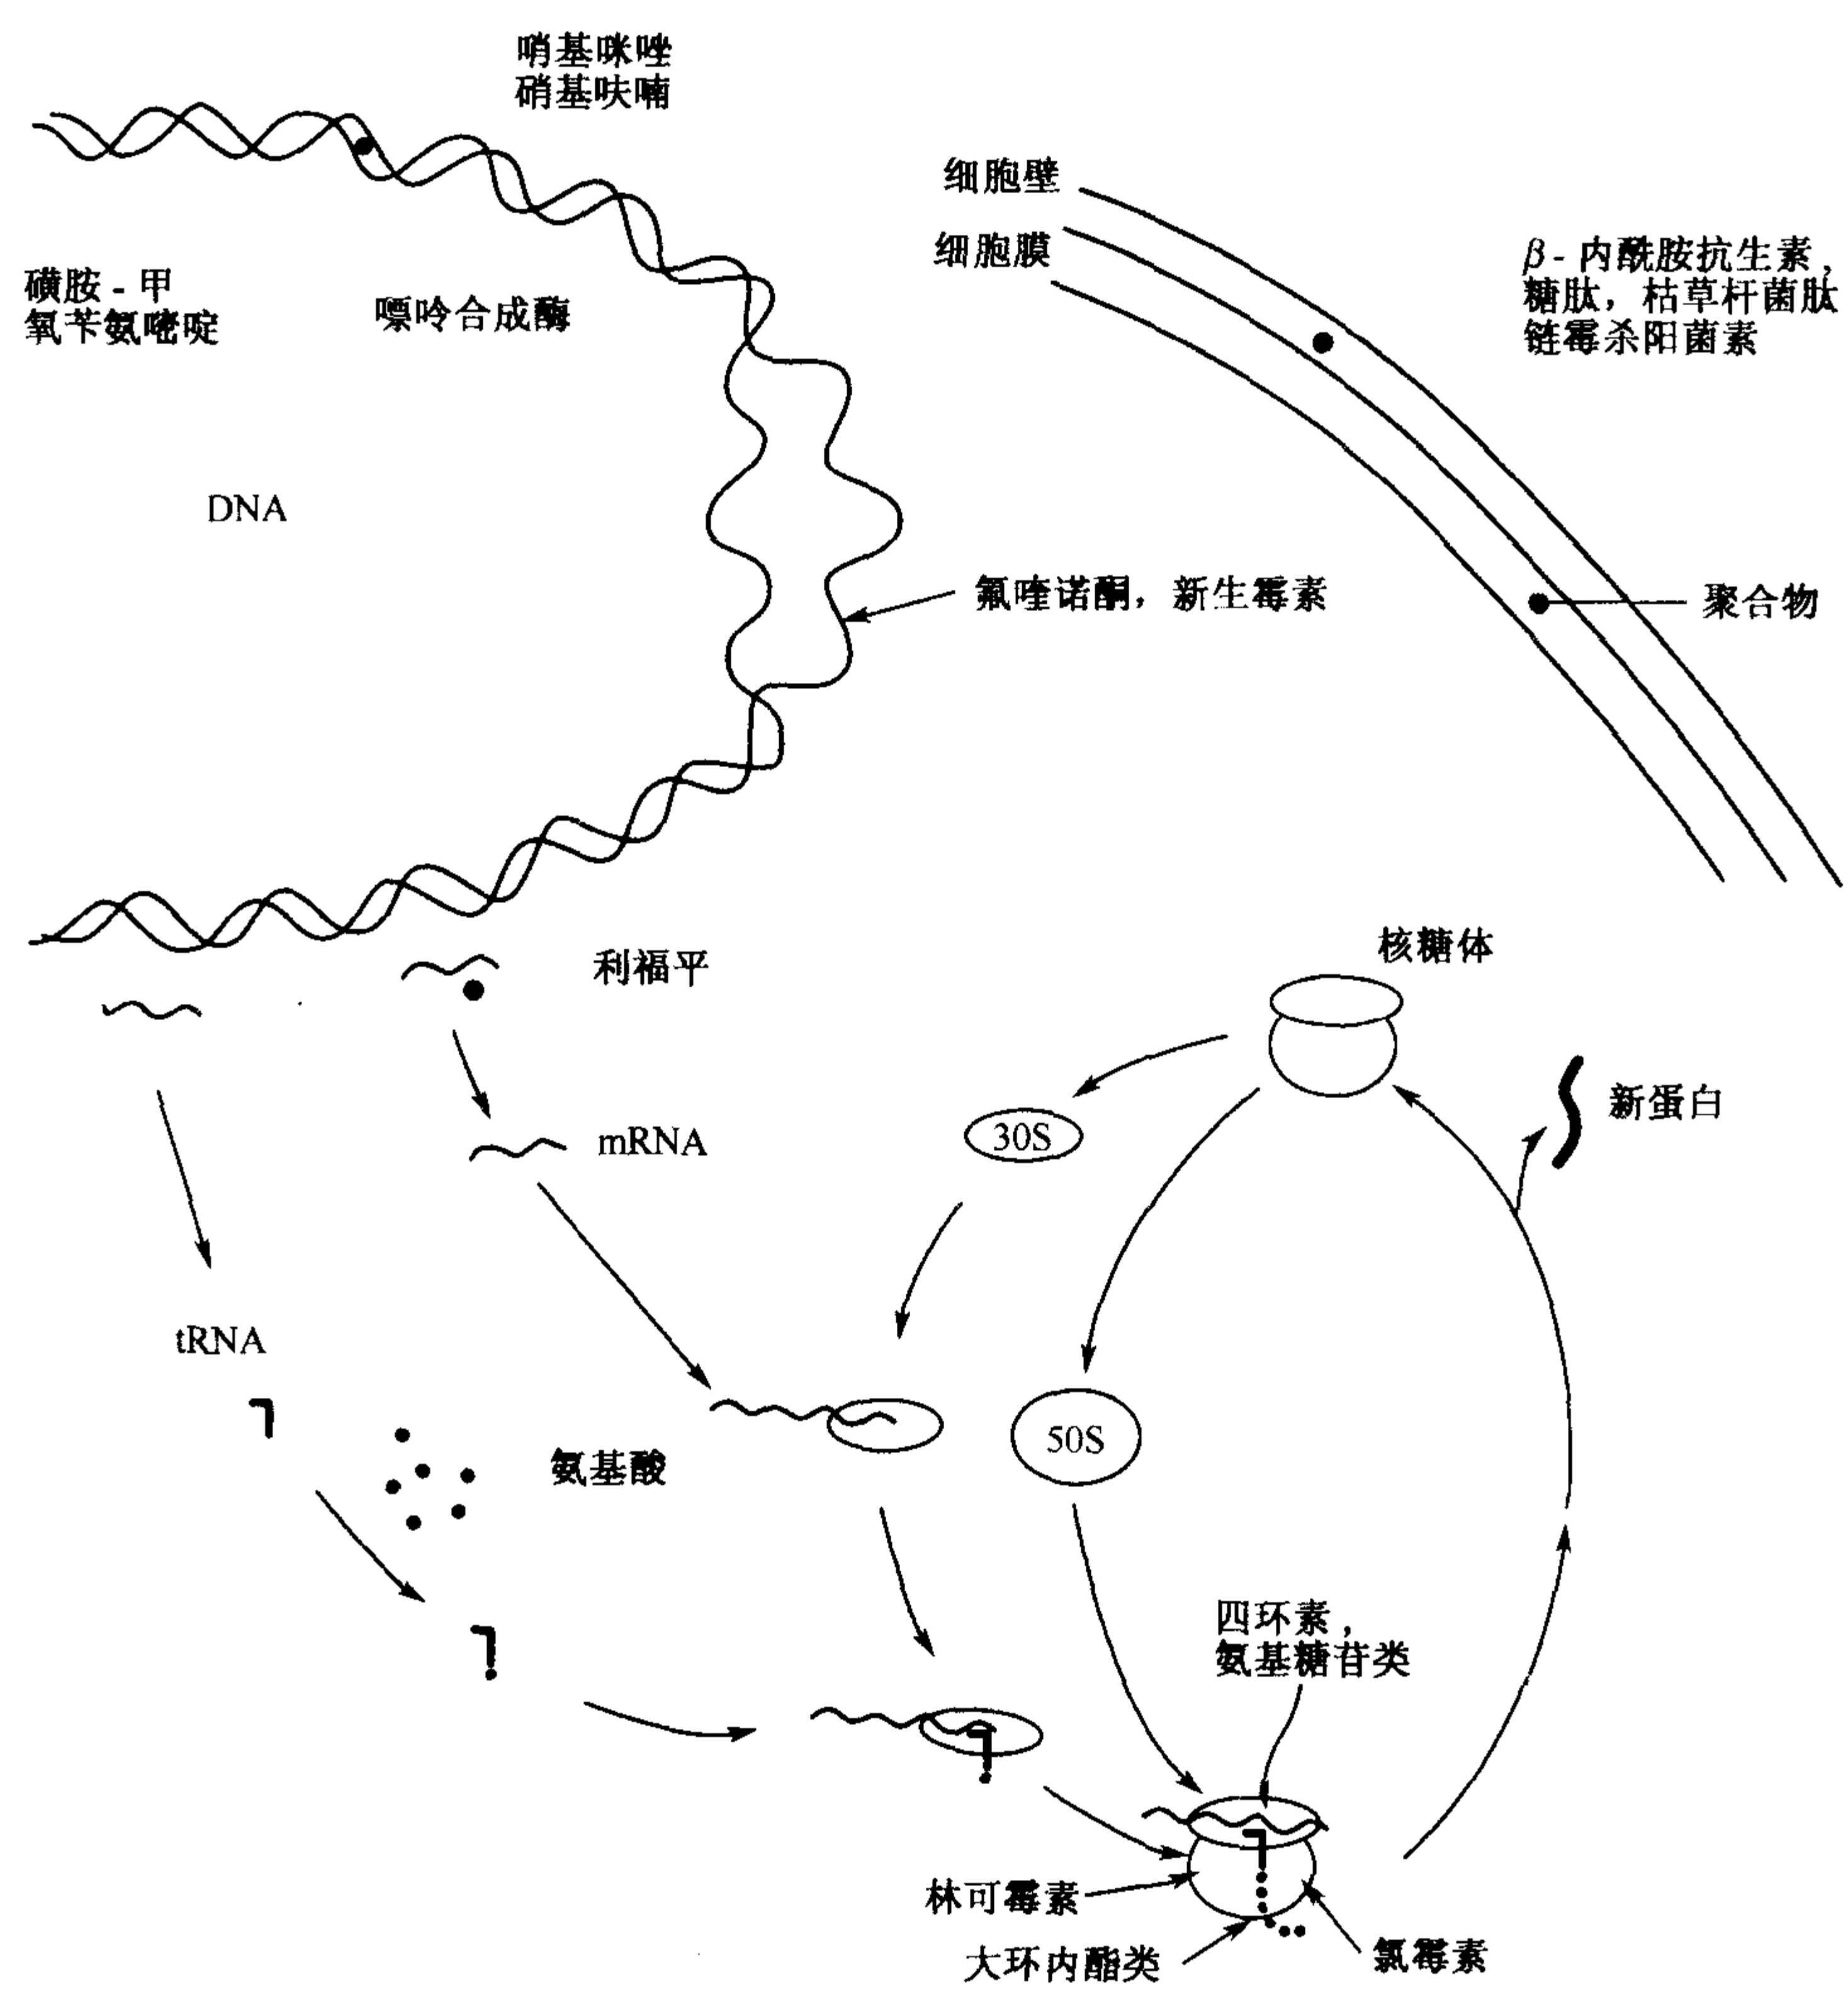 哨基咪唑
硝基呋喃
细胞壁
细胞膜
β-内酰胺抗生素,
糖肽，枯草杆菌肽
链霉杀阳菌素
磺胺-甲
氧苄氨嘧啶
嘌呤合成酶
DNA
氟喹诺酮，新生霉素
聚合物
利福平
核糖体
新蛋白
30S
mRNA
tRNA
氨基酸
50S
四环素,
氨基糖苷类
林可霉素
大环内酯类
氯霉素